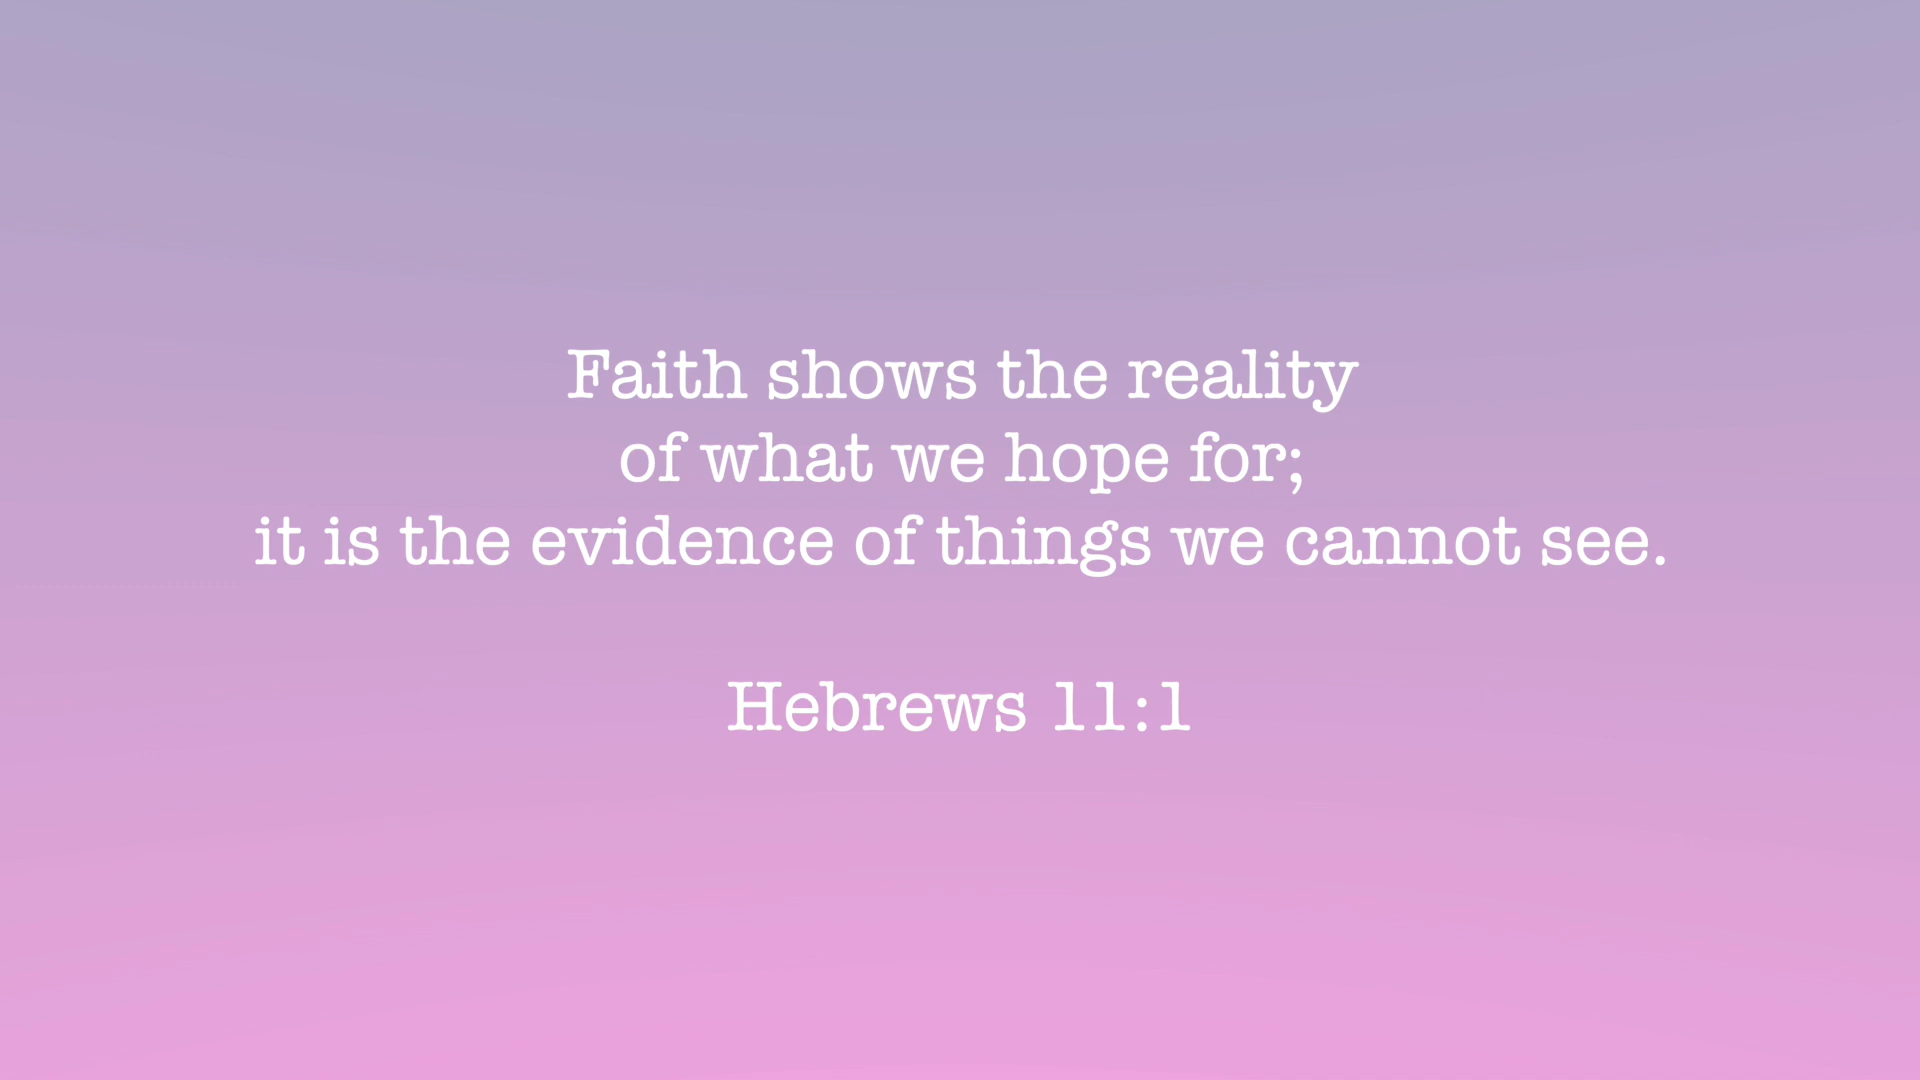 Faith shows the reality
of what we hope for;
it is the evidence of things we cannot see.
Hebrews 11:1